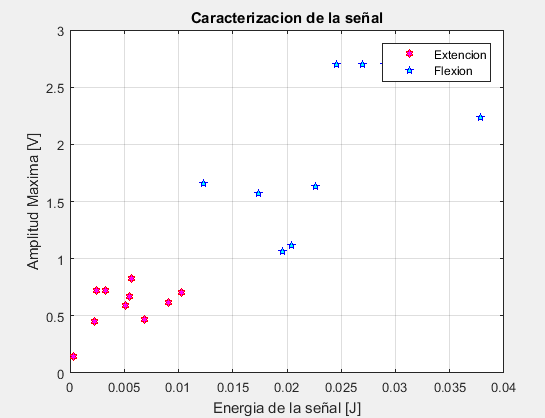 Caracterizacion de la señal
Extencion
Flexion
Amplitud Maxima [V]
3
2.5
2
1.5
1
0.5
0
0 0.005 0.01 0.015 0.02 0.025 0.03 0.035 0.04
Energia de la señal [J]